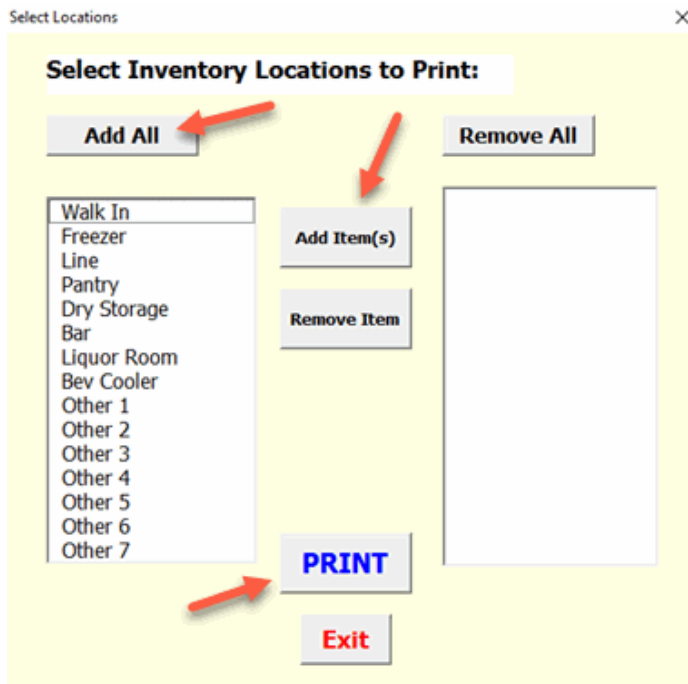 Select Locations
Select Inventory Locations to Print:
Add All
Remove All
Walk In
Freezer
Line
Pantry
Dry Storage
Bar
Liquor Room
Bev Cooler
Other 1
Other 2
Other 3
Other 4
Other 5
Other 6
Other 7
Add Item(s)
Remove Item
PRINT
Exit